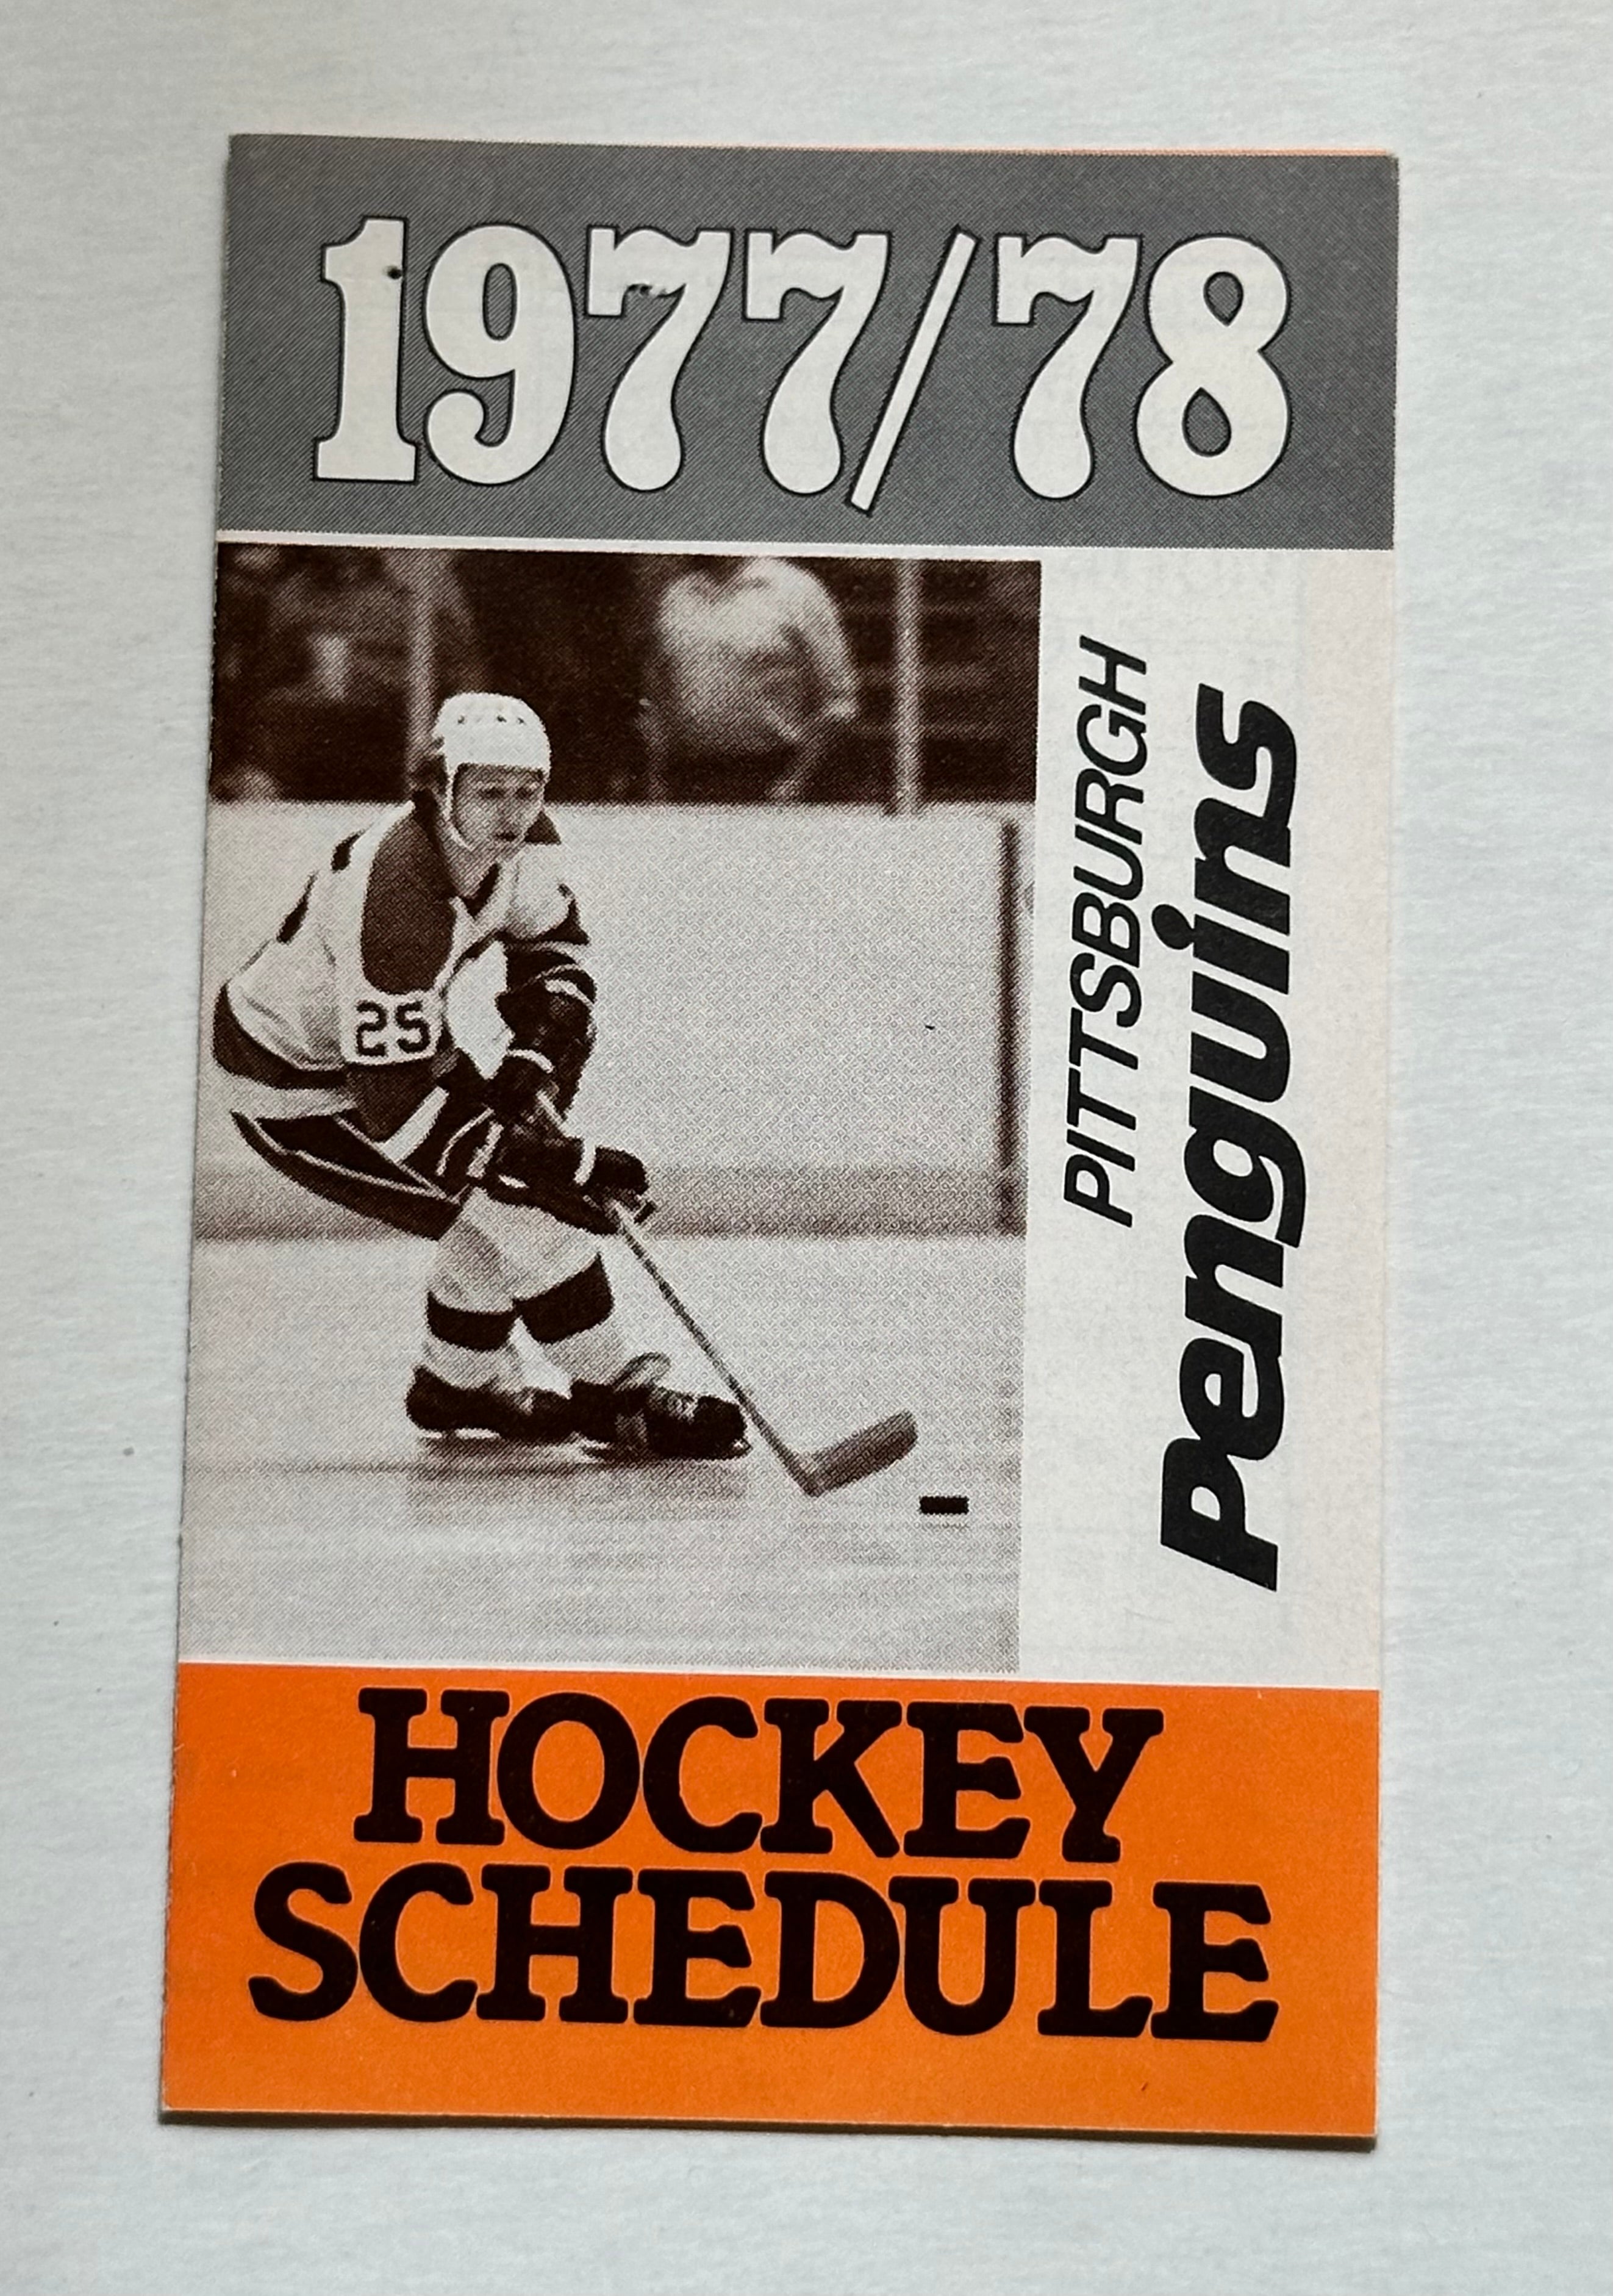 1977/78
25
PITTSBURGH
Penguins
HOCKEY
SCHEDULE